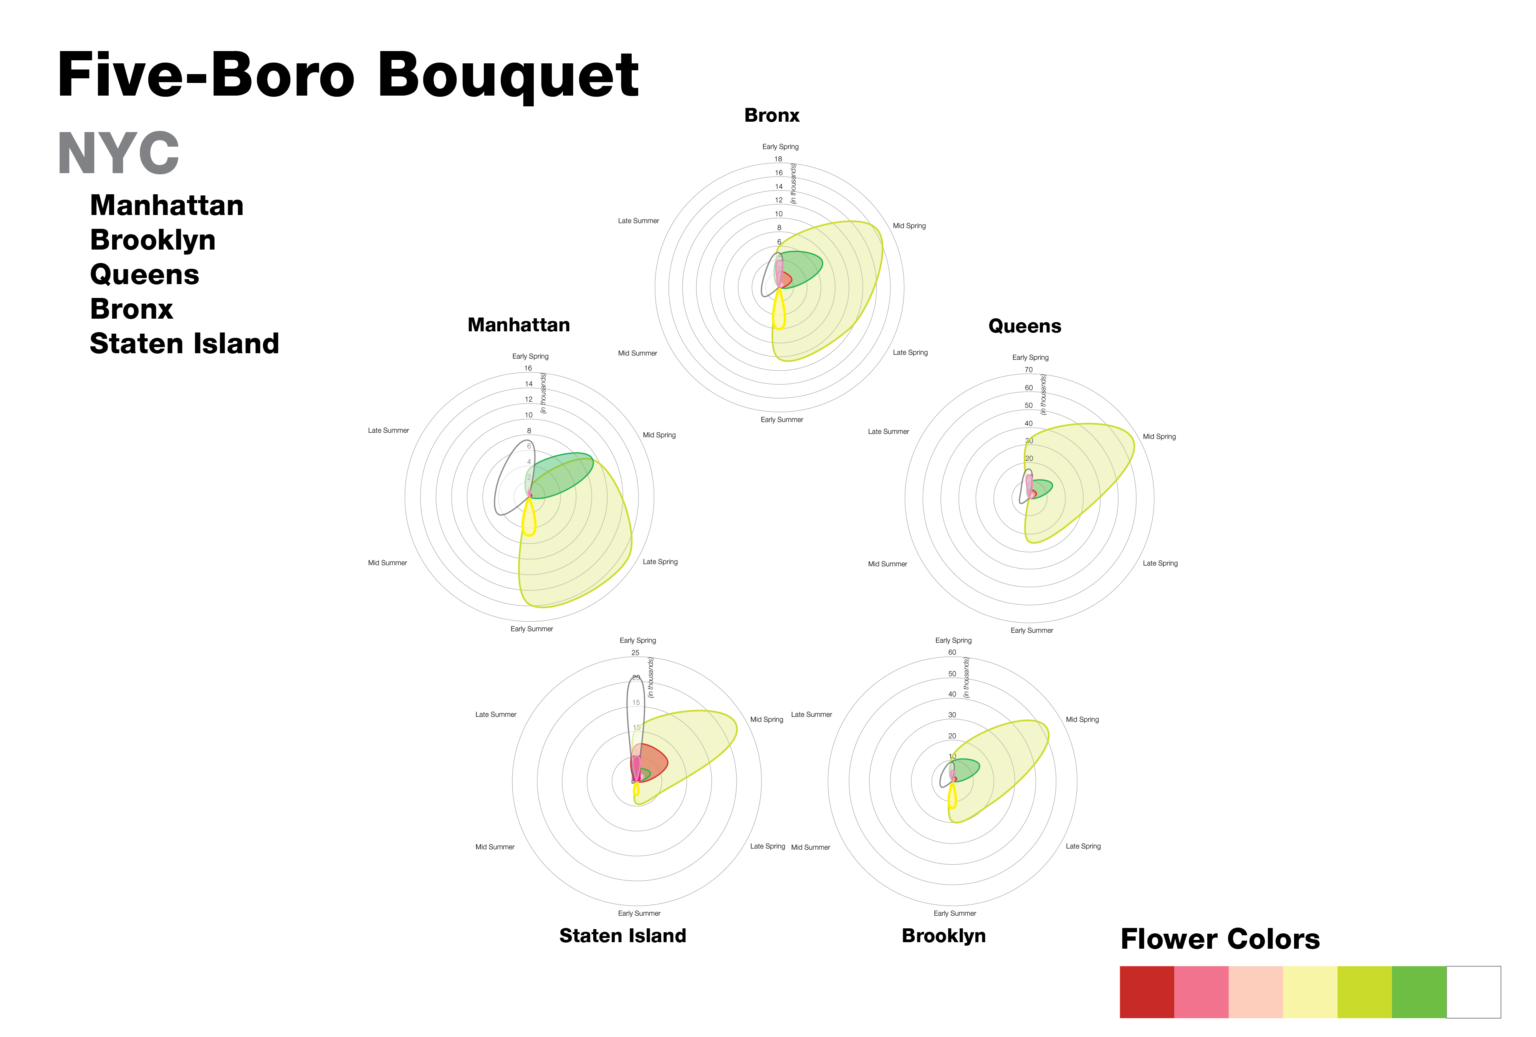 Five-Boro Bouquet
NYC
Manhattan
Brooklyn
Queens
Bronx
Staten Island
Bronx
Early Spring
18
16
14
12
10
8
6
(in thousands)
Mid Spring
Late Spring
Early Summer
Mid Summer
Late Summer
Manhattan
Early Spring
16
14
12
10
8
6
4
2
(in thousands)
Mid Spring
Late Spring
Early Summer
Mid Summer
Late Summer
Queens
Early Spring
70
60
50
40
30
20
(in thousands)
Mid Spring
Late Spring
Early Summer
Mid Summer
Late Summer
Early Spring
25
20
15
(in thousands)
Mid Spring
Late Spring
Early Summer
Mid Summer
Late Summer
Staten Island
Early Spring
60
50
40
30
20
10
(in thousands)
Mid Spring
Late Spring
Early Summer
Mid Summer
Late Summer
Brooklyn
Flower Colors